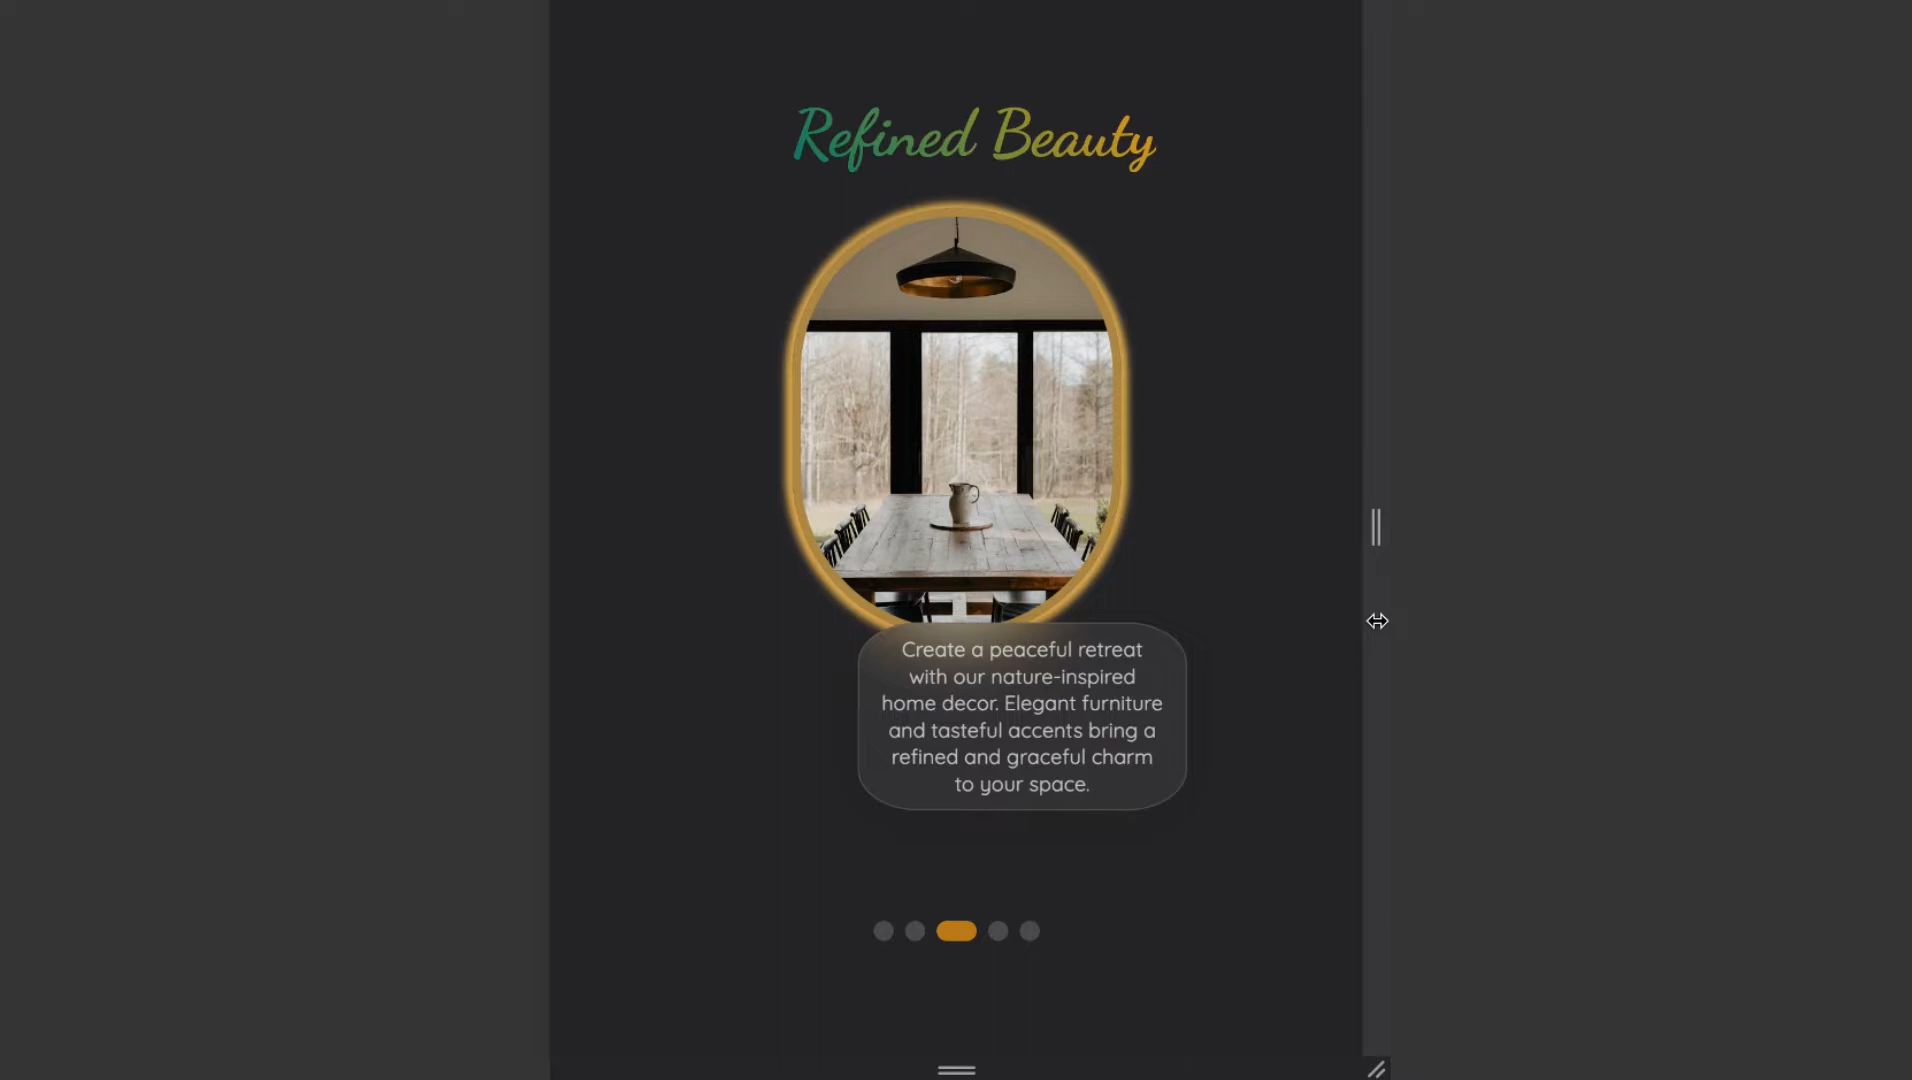 Refined Beauty
Create a peaceful retreat
with our nature-inspired
home decor. Elegant furniture
and tasteful accents bring a
refined and graceful charm
to your space.